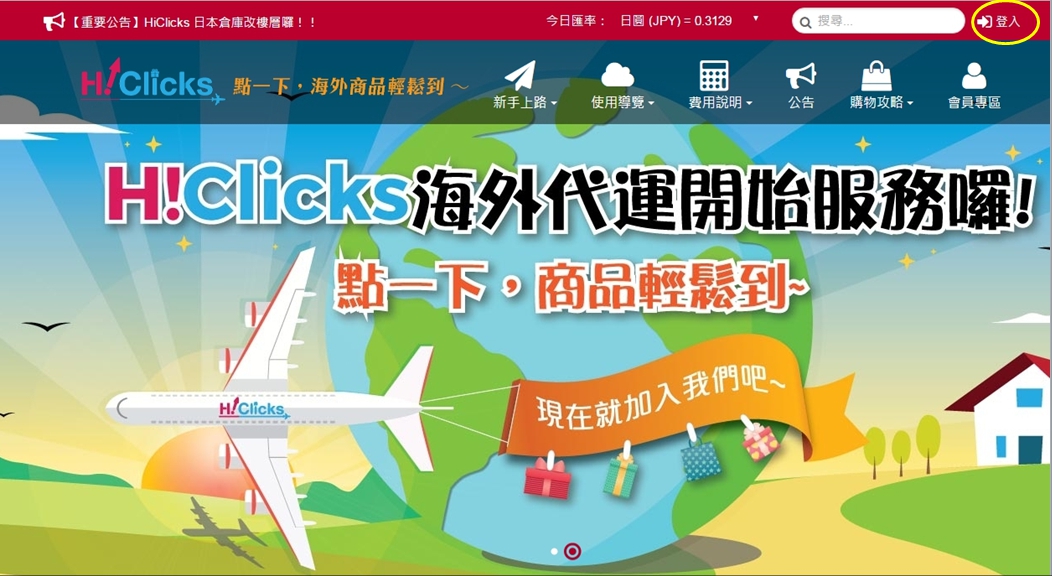 【重要公告】HiClicks 日本倉庫改樓層囉！！
今日匯率： 日圓 (JPY) = 0.3129
搜尋...
登入
H!Clicks
點一下，海外商品輕鬆到～
新手上路
使用導覽
費用說明
公告
購物攻略
會員專區
H!Clicks海外代運開始服務囉!
點一下，商品輕鬆到~
現在就加入我們吧~
H!Clicks